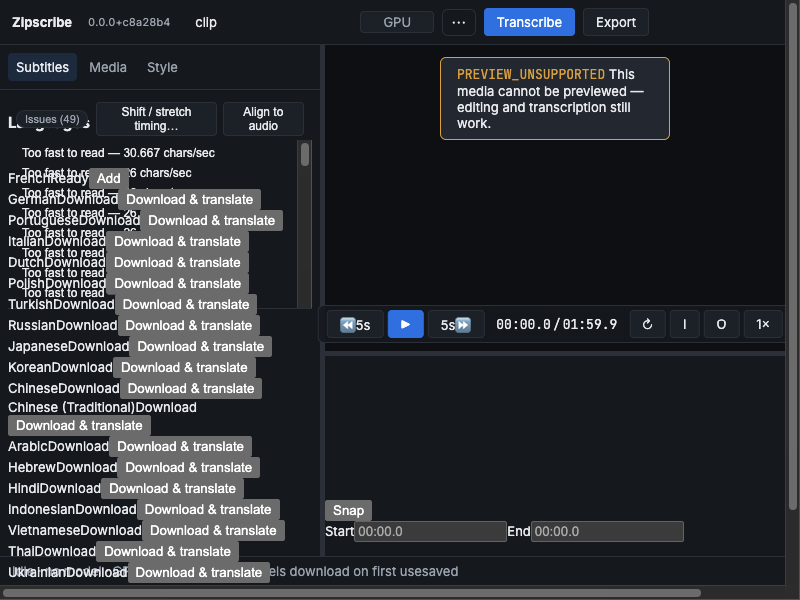 Zipscribe 0.0.0+c8a28b4 clip GPU ... Transcribe Export
Subtitles Media Style
PREVIEW_UNSUPPORTED This
media cannot be previewed —
editing and transcription still
work.
Issues (49) Shift / stretch timing… Align to audio
Too fast to read — 30.667 chars/sec
FrenchReady Add
GermanDownload Download & translate
PortugueseDownload Download & translate
ItalianDownload Download & translate
DutchDownload Download & translate
PolishDownload Download & translate
TurkishDownload Download & translate
RussianDownload Download & translate
JapaneseDownload Download & translate
KoreanDownload Download & translate
ChineseDownload Download & translate
Chinese (Traditional)Download
Download & translate
ArabicDownload Download & translate
HebrewDownload Download & translate
HindiDownload Download & translate
IndonesianDownload Download & translate
VietnameseDownload Download & translate
ThaiDownload Download & translate
UkrainianDownload Download & translate
5s 5s 00:00.0/01:59.9 I O 1×
Snap
Start 00:00.0 End 00:00.0
download on first usesaved